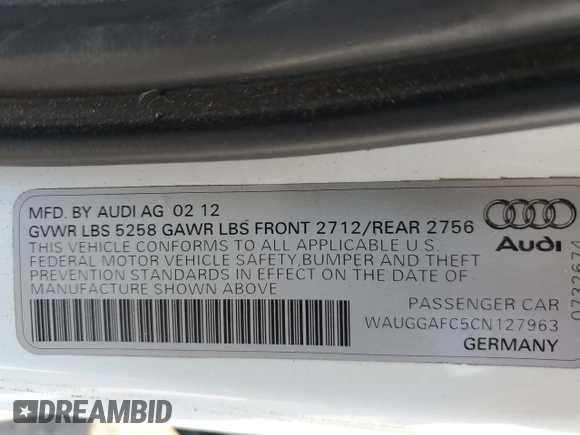 MFD. BY AUDI AG 02 12
GVWR LBS 5258 GAWR LBS FRONT 2712/REAR 2756
THIS VEHICLE CONFORMS TO ALL APPLICABLE U S
FEDERAL MOTOR VEHICLE SAFETY,BUMPER AND THEFT
PREVENTION STANDARDS IN EFFECT ON THE DATE OF
MANUFACTURE SHOWN ABOVE
Audi
PASSENGER CAR
WAUGGAFC5CN127963
GERMANY
DREAMBID